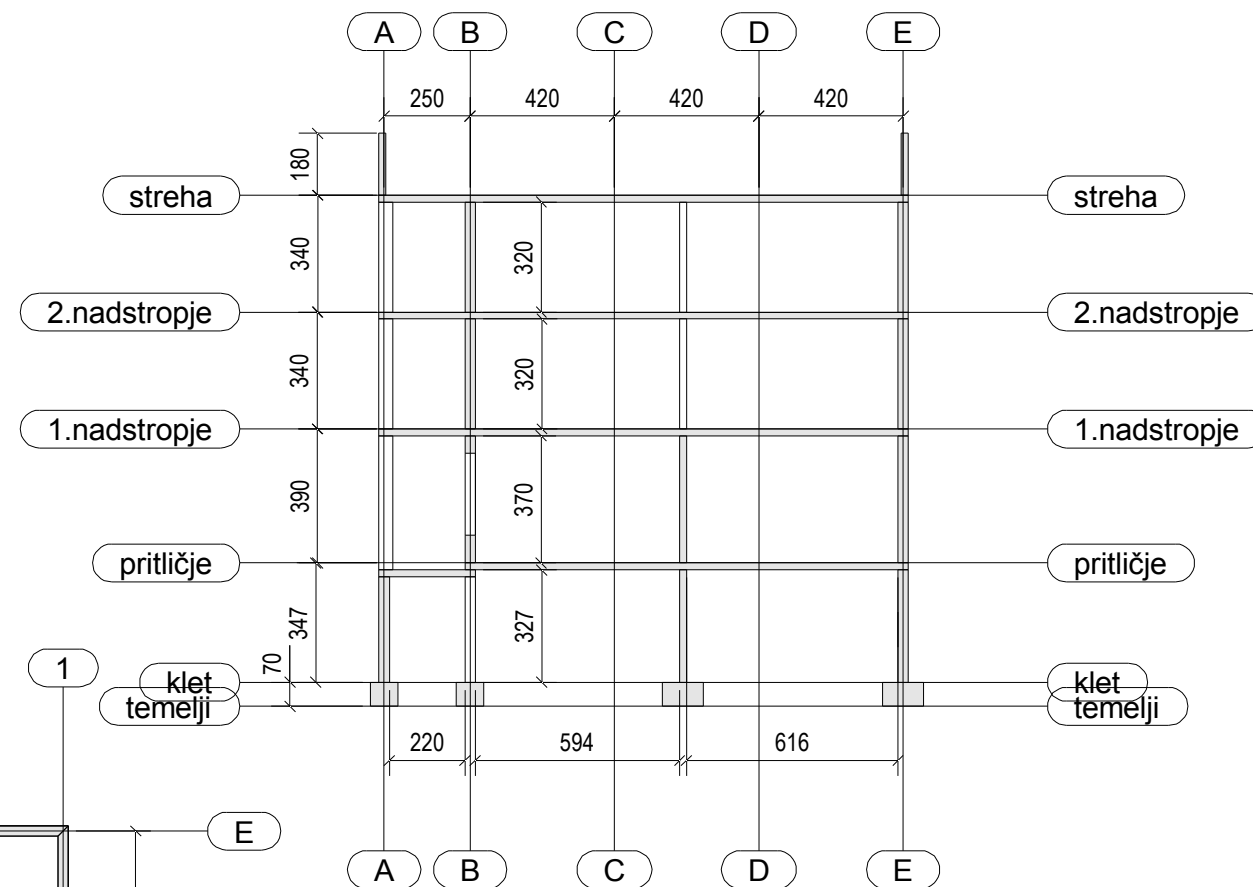 A B C D E
250 420 420 420
180
streha streha
340 320
2.nadstropje 2.nadstropje
340 320
1.nadstropje 1.nadstropje
390 370
pritličje pritličje
347 327
70
1
klet klet
temelji temelji
220 594 616
E
A B C D E